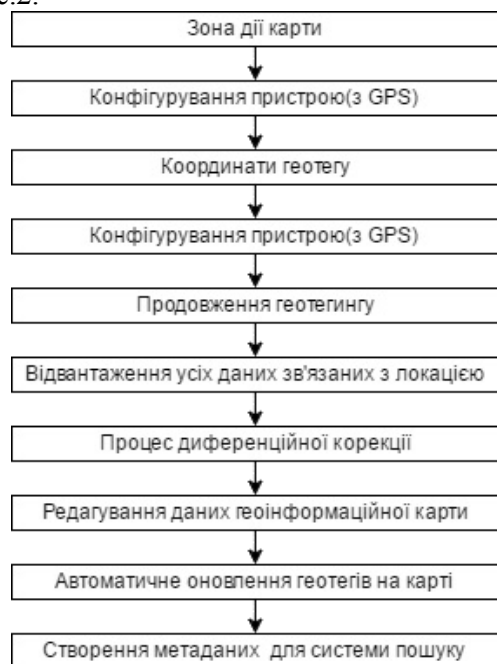 Зона дії карти
Конфігурування пристрою(з GPS)
Координати геотегу
Конфігурування пристрою(з GPS)
Продовження геотегингу
Відвантаження усіх даних зв'язаних з локацією
Процес диференційної корекції
Редагування даних геоінформаційної карти
Автоматичне оновлення геотегів на карті
Створення метаданих для системи пошуку